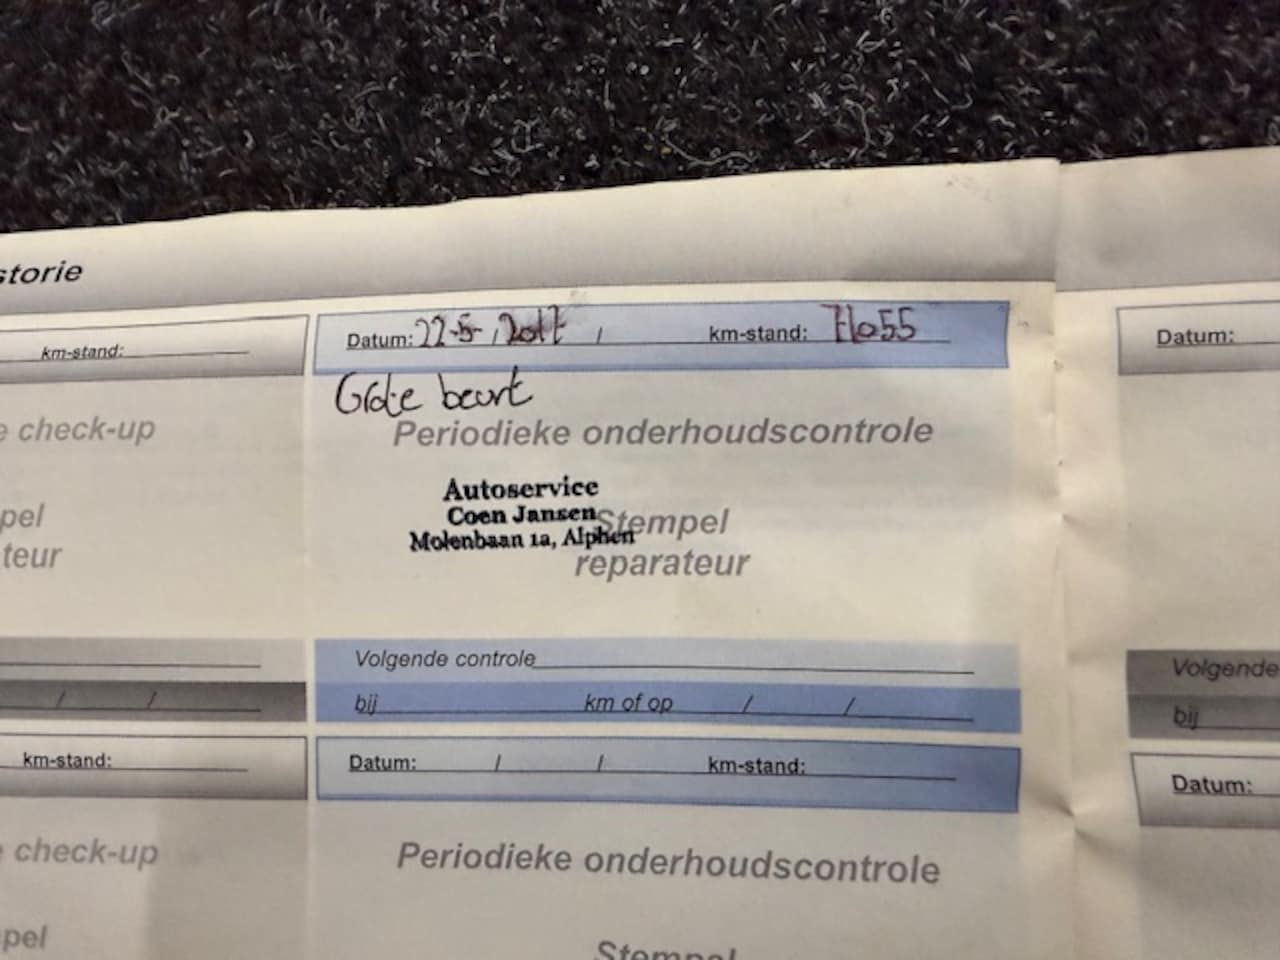 storie
km-stand:
Datum: 22-5-2017 / km-stand:
Grote beurt
e check-up
Periodieke onderhoudscontrole
Autoservice
Coen Jansen
Molenbaan 1a, Alphen
Stempel
reparateur
pel
teur
Volgende controle
bij km of op / /
/ /
km-stand:
Datum: / / km-stand:
e check-up
Periodieke onderhoudscontrole
pel
Stempel
Datum:
Volgende
bij
Datum: